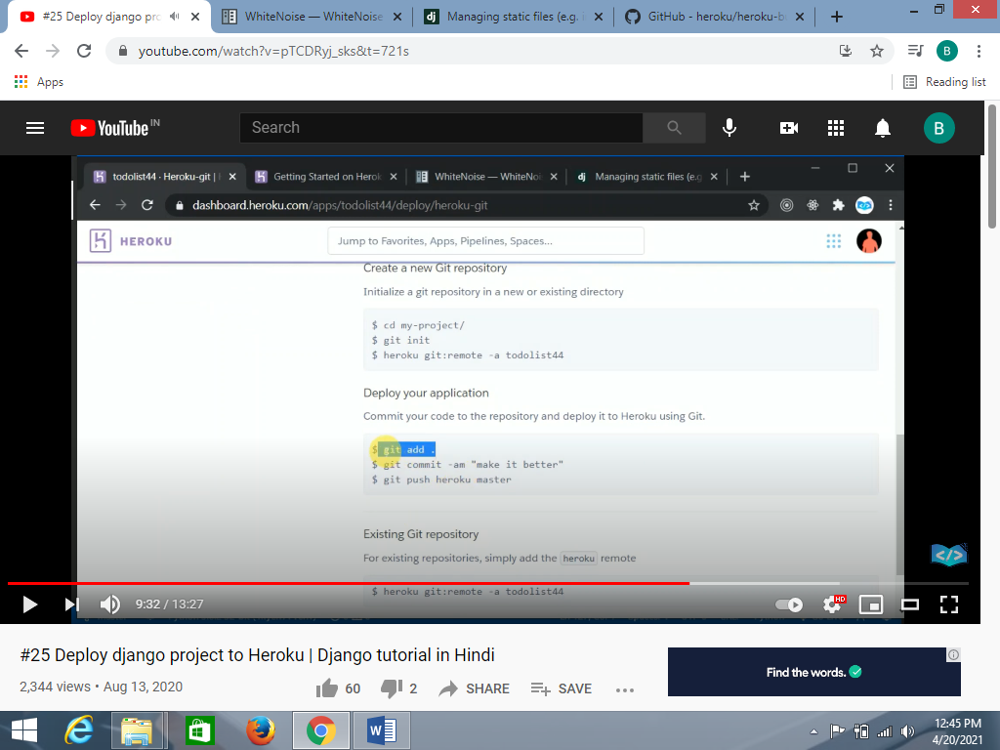 #25 Deploy django pro
WhiteNoise — WhiteNoise
Managing static files (e.g. i
GitHub - heroku/heroku-b
youtube.com/watch?v=pTCDRyj_sks&t=721s
B
Apps
Reading list
YouTube IN
Search
B
todolist44 · Heroku-git |
Getting Started on Herok
WhiteNoise — WhiteNoi
Managing static files (e.g
dashboard.heroku.com/apps/todolist44/deploy/heroku-git
HEROKU
Jump to Favorites, Apps, Pipelines, Spaces...
Create a new Git repository
Initialize a git repository in a new or existing directory
$ cd my-project/
$ git init
$ heroku git:remote -a todolist44
Deploy your application
Commit your code to the repository and deploy it to Heroku using Git.
$ git add .
$ git commit -am "make it better"
$ git push heroku master
Existing Git repository
For existing repositories, simply add the heroku remote
$ heroku git:remote -a todolist44
9:32 / 13:27
HD
#25 Deploy django project to Heroku | Django tutorial in Hindi
2,344 views • Aug 13, 2020
60
2
SHARE
SAVE
Find the words.
12:45 PM
4/20/2021